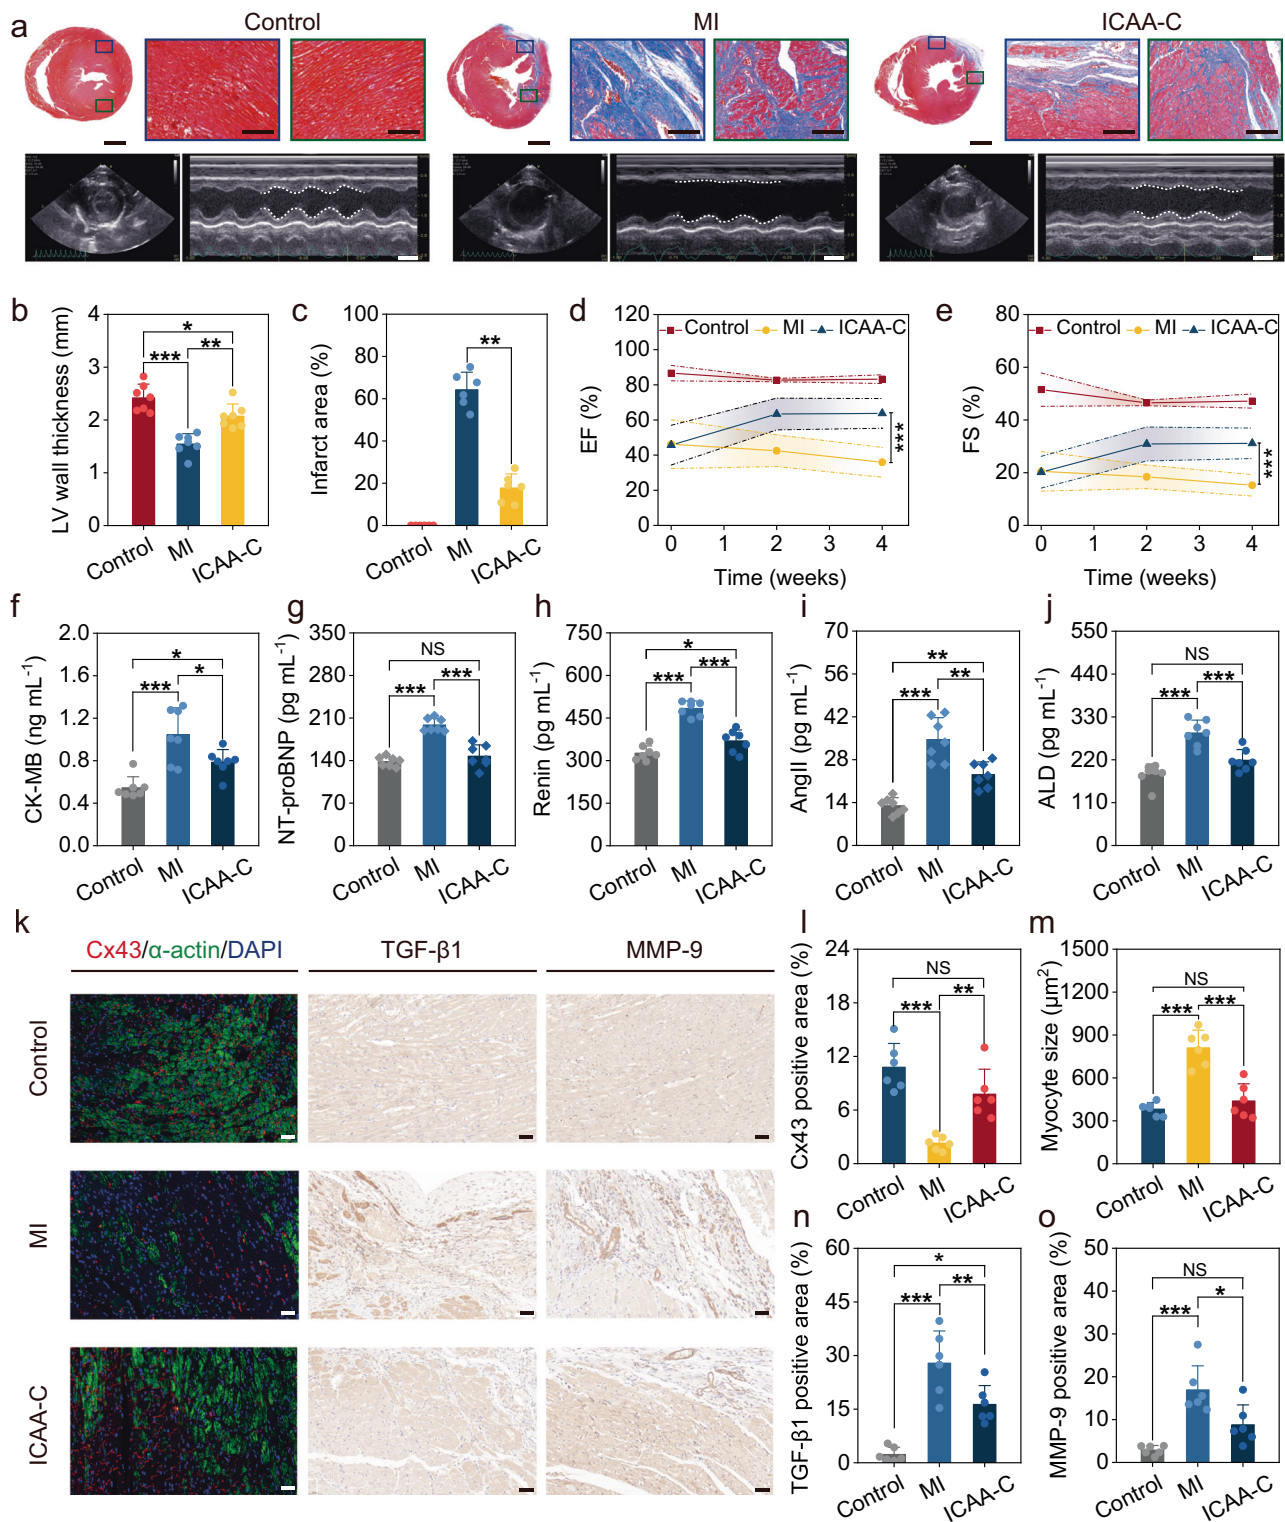 a
Control
MI
ICAA-C
b
LV wall thickness (mm)
4
3
2
1
0
*
***
**
Control
MI
ICAA-C
c
Infarct area (%)
100
80
60
40
20
0
**
Control
MI
ICAA-C
d
EF (%)
120
100
80
60
40
20
0
Control
MI
ICAA-C
***
0
1
2
3
4
Time (weeks)
e
FS (%)
80
60
40
20
0
Control
MI
ICAA-C
***
0
1
2
3
4
Time (weeks)
f
CK-MB (ng mL⁻¹)
2.0
1.6
1.2
0.8
0.4
0.0
*
***
*
Control
MI
ICAA-C
g
NT-proBNP (pg mL⁻¹)
350
280
210
140
70
0
NS
***
***
Control
MI
ICAA-C
h
Renin (pg mL⁻¹)
750
600
450
300
150
0
*
***
***
Control
MI
ICAA-C
i
AngII (pg mL⁻¹)
70
56
42
28
14
0
**
***
**
Control
MI
ICAA-C
j
ALD (pg mL⁻¹)
550
440
330
220
110
0
NS
***
***
Control
MI
ICAA-C
k
Cx43/α-actin/DAPI
TGF-β1
MMP-9
Control
MI
ICAA-C
l
Cx43 positive area (%)
24
18
12
6
0
NS
***
**
Control
MI
ICAA-C
m
Myocyte size (μm²)
1500
1200
900
600
300
0
NS
***
***
Control
MI
ICAA-C
n
TGF-β1 positive area (%)
60
45
30
15
0
*
***
**
Control
MI
ICAA-C
o
MMP-9 positive area (%)
50
40
30
20
10
0
NS
***
*
Control
MI
ICAA-C